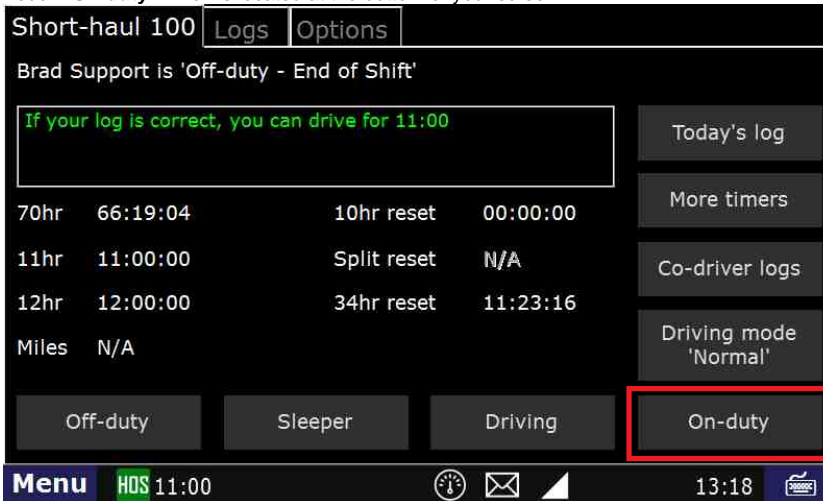 Short-haul 100 Logs Options
Brad Support is 'Off-duty - End of Shift'
If your log is correct, you can drive for 11:00
Today's log
More timers
70hr 66:19:04 10hr reset 00:00:00
11hr 11:00:00 Split reset N/A
Co-driver logs
12hr 12:00:00 34hr reset 11:23:16
Miles N/A
Driving mode
'Normal'
Off-duty Sleeper Driving On-duty
Menu HOS 11:00 13:18